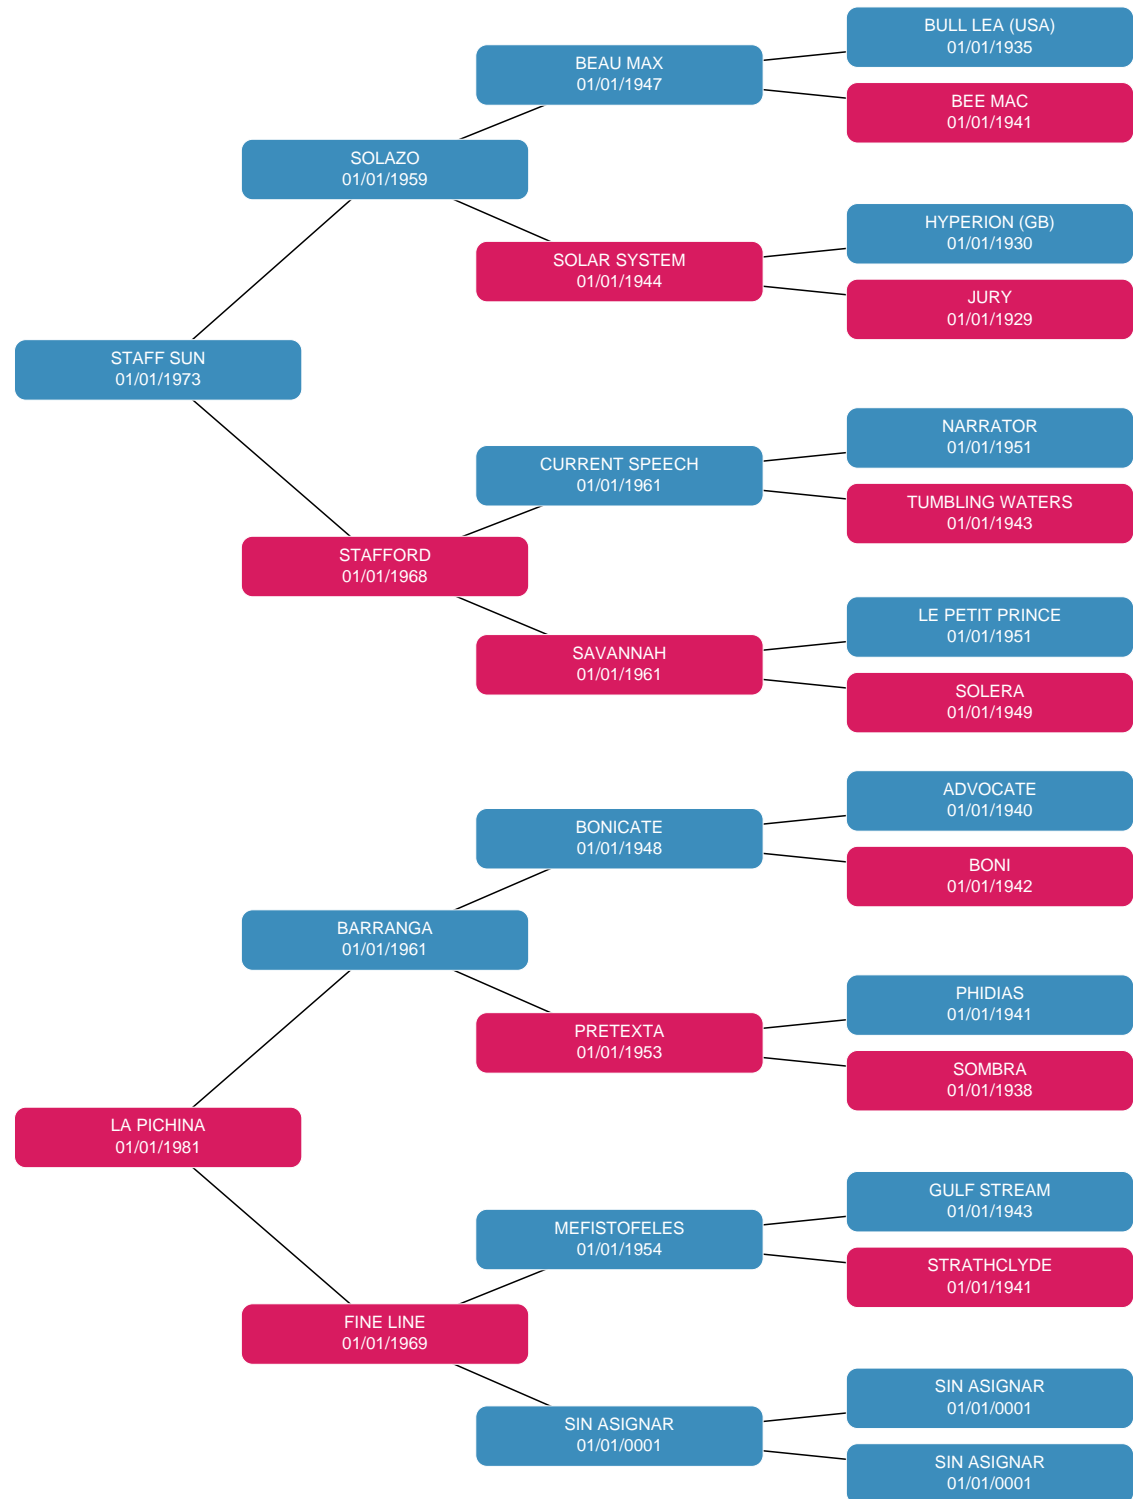 BULL LEA (USA)
01/01/1935
BEAU MAX
01/01/1947
BEE MAC
01/01/1941
SOLAZO
01/01/1959
HYPERION (GB)
01/01/1930
SOLAR SYSTEM
01/01/1944
JURY
01/01/1929
STAFF SUN
01/01/1973
NARRATOR
01/01/1951
CURRENT SPEECH
01/01/1961
TUMBLING WATERS
01/01/1943
STAFFORD
01/01/1968
LE PETIT PRINCE
01/01/1951
SAVANNAH
01/01/1961
SOLERA
01/01/1949
ADVOCATE
01/01/1940
BONICATE
01/01/1948
BONI
01/01/1942
BARRANGA
01/01/1961
PHIDIAS
01/01/1941
PRETEXTA
01/01/1953
SOMBRA
01/01/1938
LA PICHINA
01/01/1981
GULF STREAM
01/01/1943
MEFISTOFELES
01/01/1954
STRATHCLYDE
01/01/1941
FINE LINE
01/01/1969
SIN ASIGNAR
01/01/0001
SIN ASIGNAR
01/01/0001
SIN ASIGNAR
01/01/0001